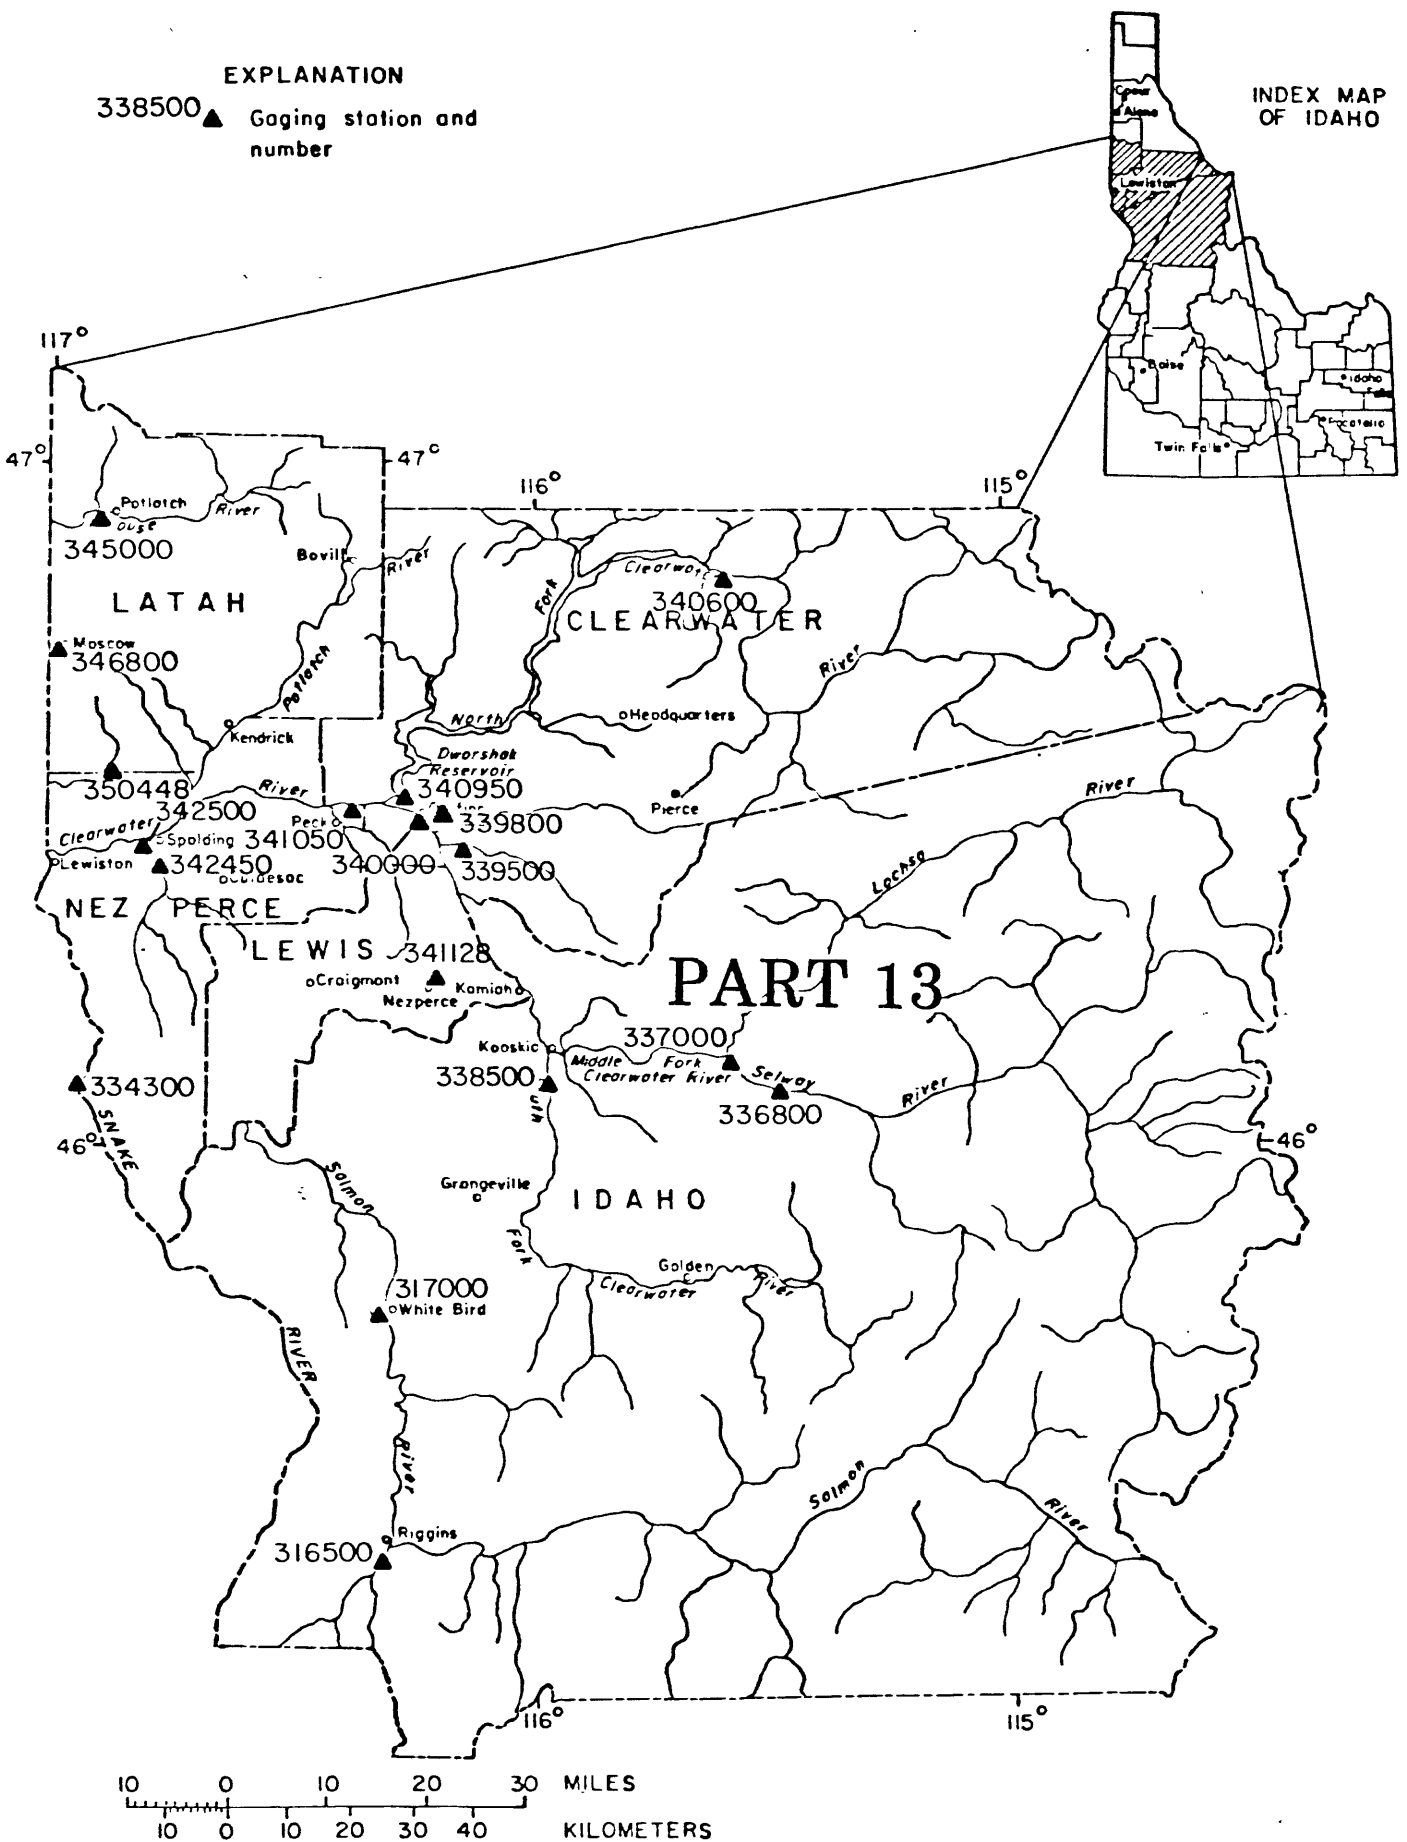 EXPLANATION
338500 Gaging station and
number
INDEX MAP
OF IDAHO
Coeur
d'Alene
Lewiston
Boise
Idaho
Falls
Pocatello
Twin Falls
117°
47°
47°
116°
115°
Potlatch
River
345000
Bovill
River
LATAH
Moscow
346800
Potlatch
Kendrick
Fork
Clearwater
340600
CLEARWATER
River
North
Headquarters
Dworshak
Reservoir
340950
350448
342500
River
Peck
Pierce
339800
Clearwater
Spalding
341050
Lewiston
342450
340000
339500
River
Lochsa
NEZ PERCE
LEWIS
341128
Craigmont
Nezperce
Kamiah
PART 13
337000
Kooskia
Middle Fork
Clearwater River
338500
Selway
River
336800
334300
46°
SNAKE
46°
Salmon
Grangeville
IDAHO
Fork
Golden
Clearwater
River
317000
White Bird
RIVER
River
Salmon
River
Riggins
316500
116°
115°
10 0 10 20 30 MILES
10 0 10 20 30 40 KILOMETERS